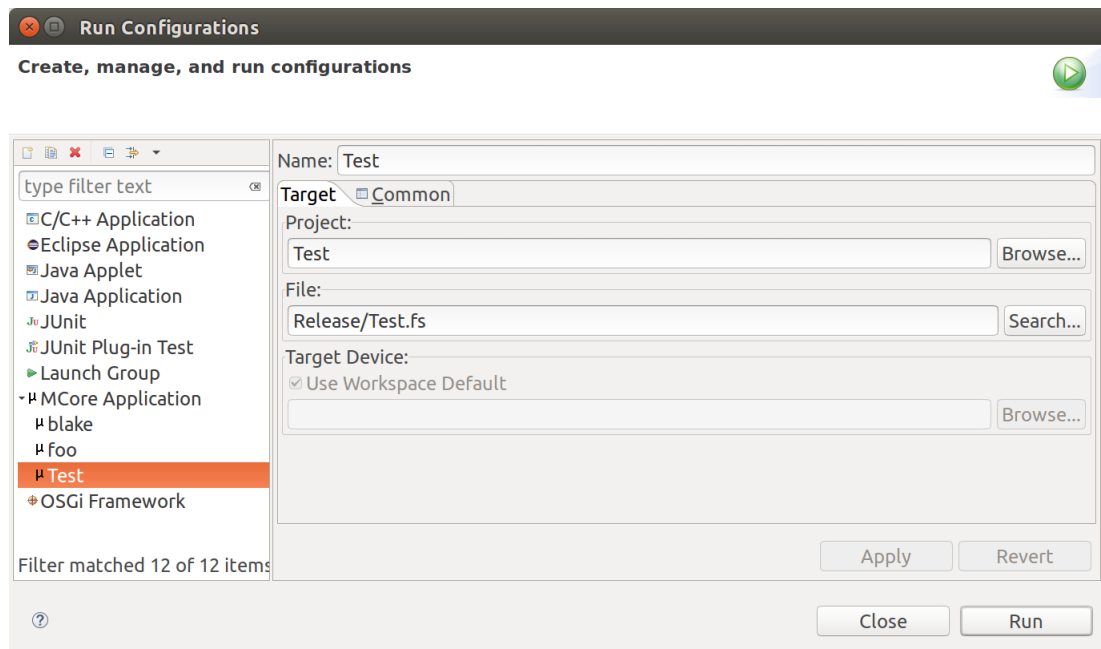 Run Configurations
Create, manage, and run configurations
type filter text
C/C++ Application
Eclipse Application
Java Applet
Java Application
JUnit
JUnit Plug-in Test
Launch Group
MCore Application
μ blake
μ foo
μ Test
OSGi Framework
Filter matched 12 of 12 items
Name: Test
Target Common
Project:
Test Browse...
File:
Release/Test.fs Search...
Target Device:
Use Workspace Default
Browse...
Apply Revert
Close Run